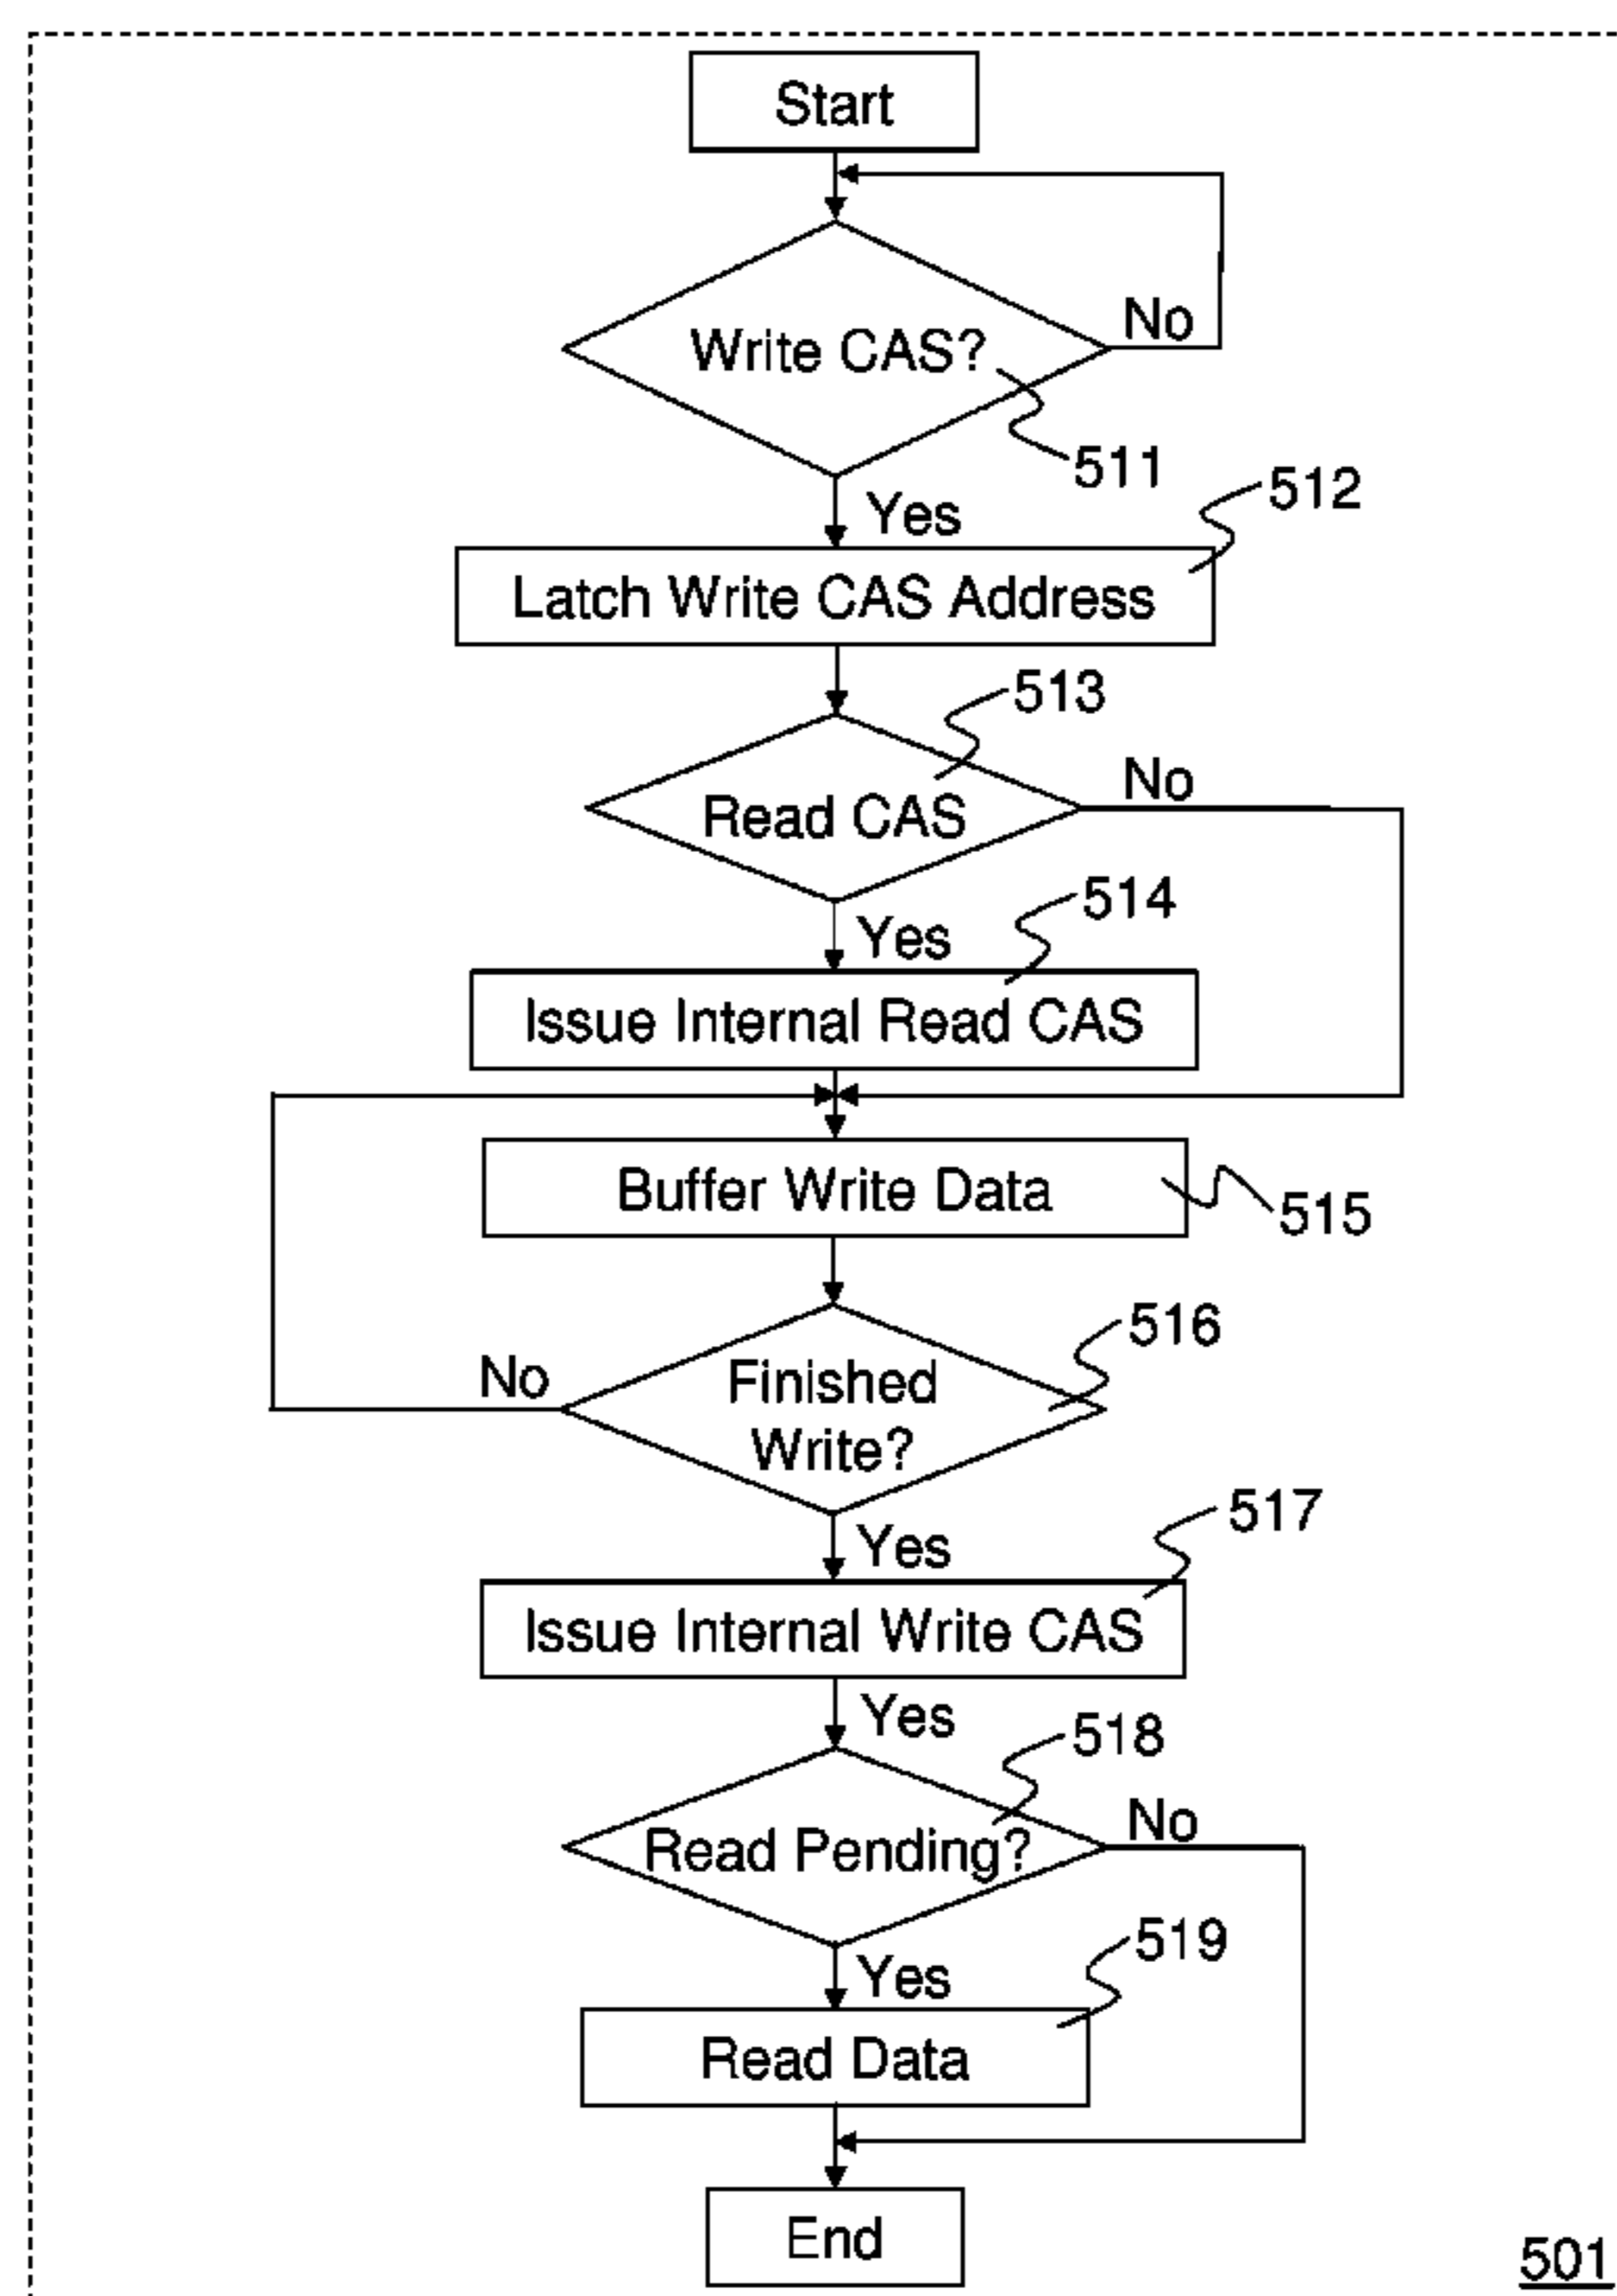 Start
No
Write CAS?
511
Yes
512
Latch Write CAS Address
513
No
Read CAS
514
Yes
Issue Internal Read CAS
Buffer Write Data
515
516
No
Finished
Write?
517
Yes
Issue Internal Write CAS
Yes
518
No
Read Pending?
519
Yes
Read Data
End
501